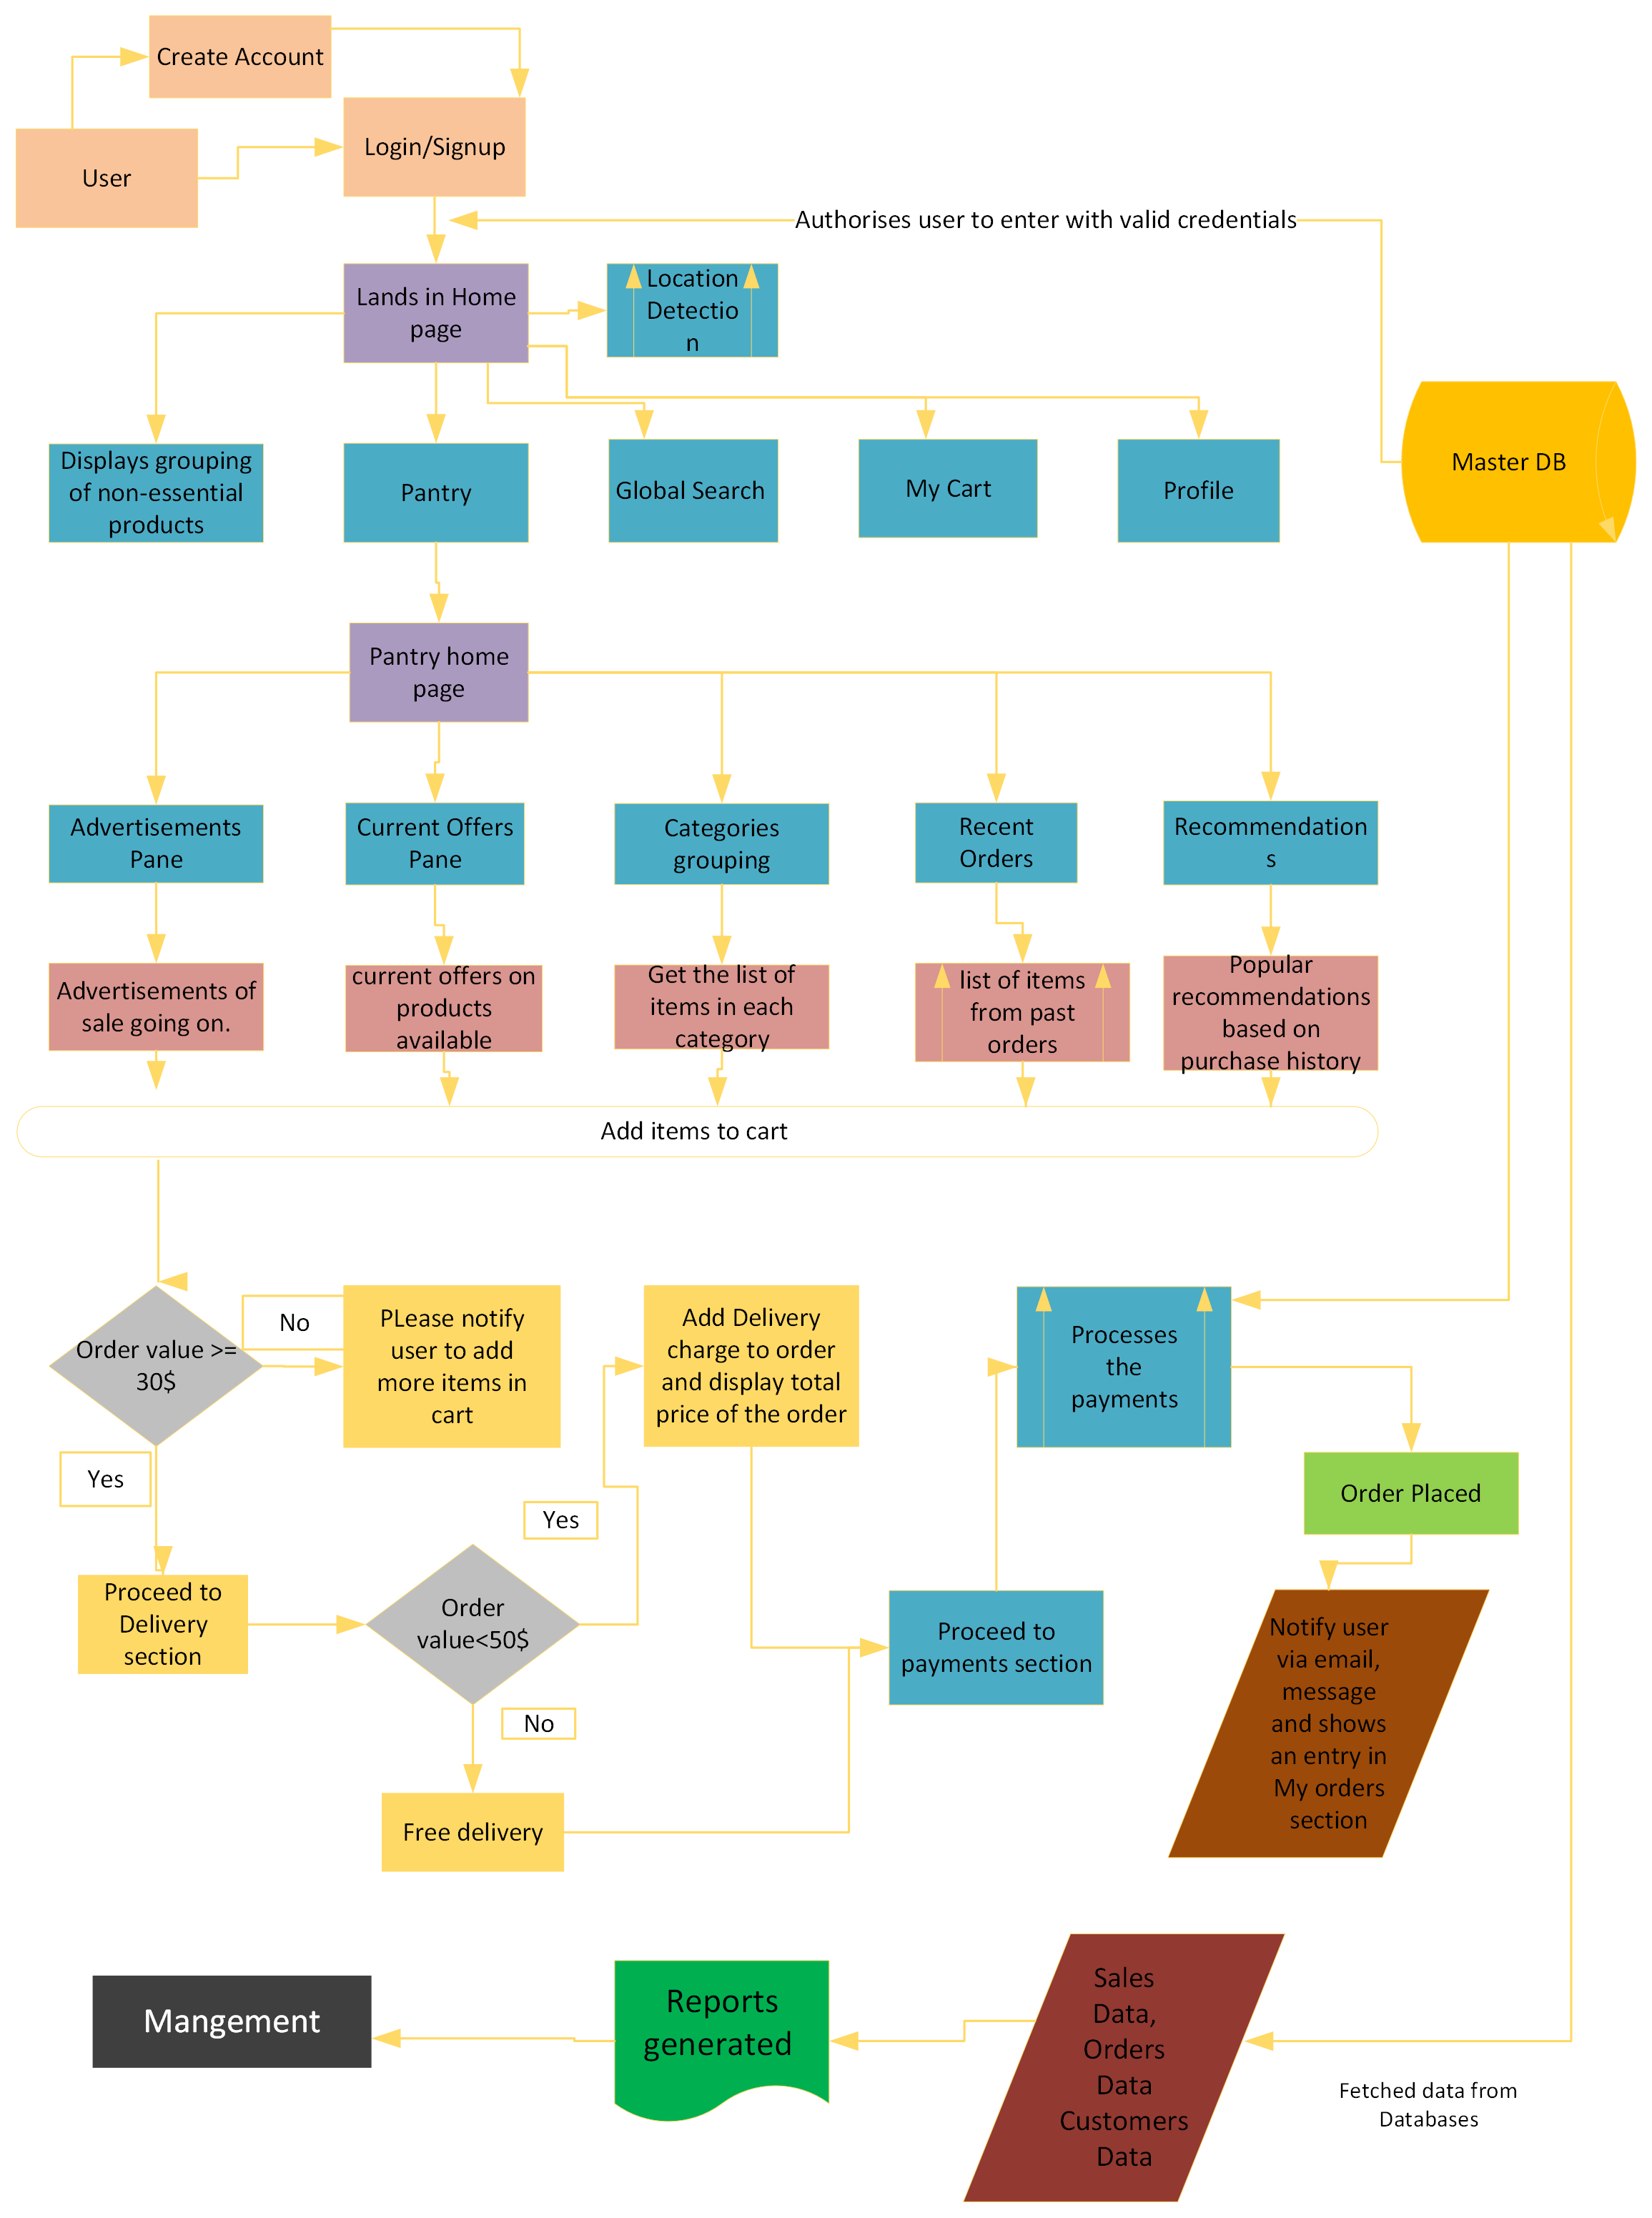 Create Account
Login/Signup
User
Authorises user to enter with valid credentials
Lands in Home
page
Location
Detectio
n
Master DB
Displays grouping
of non-essential
products
Pantry
Global Search
My Cart
Profile
Pantry home
page
Advertisements
Pane
Current Offers
Pane
Categories
grouping
Recent
Orders
Recommendation
s
Advertisements of
sale going on.
current offers on
products
available
Get the list of
items in each
category
list of items
from past
orders
Popular
recommendations
based on
purchase history
Add items to cart
Order value >=
30$
No
PLease notify
user to add
more items in
cart
Add Delivery
charge to order
and display total
price of the order
Processes
the
payments
Yes
Yes
Order Placed
Proceed to
Delivery
section
Order
value<50$
Proceed to
payments section
Notify user
via email,
message
and shows
an entry in
My orders
section
No
Free delivery
Mangement
Reports
generated
Sales
Data,
Orders
Data
Customers
Data
Fetched data from
Databases